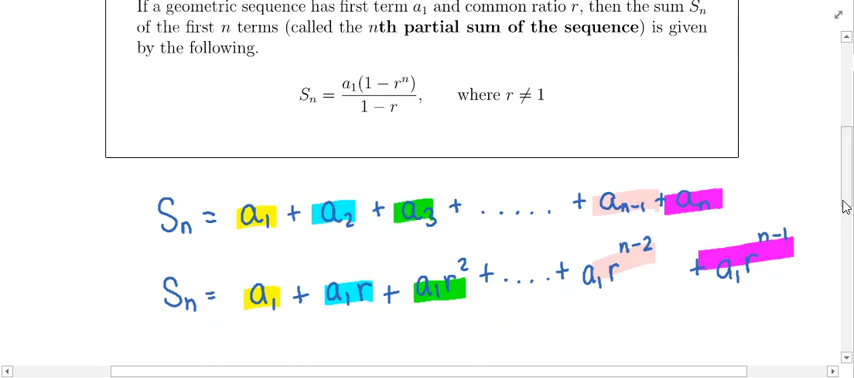 If a geometric sequence has first term a₁ and common ratio r, then the sum Sₙ
of the first n terms (called the nth partial sum of the sequence) is given
by the following.
Sₙ = a₁(1 − rⁿ) / (1 − r), where r ≠ 1
Sₙ = a₁ + a₂ + a₃ + ..... + aₙ₋₁ + aₙ
Sₙ = a₁ + a₁r + a₁r² + .... + a₁rⁿ⁻² + a₁rⁿ⁻¹